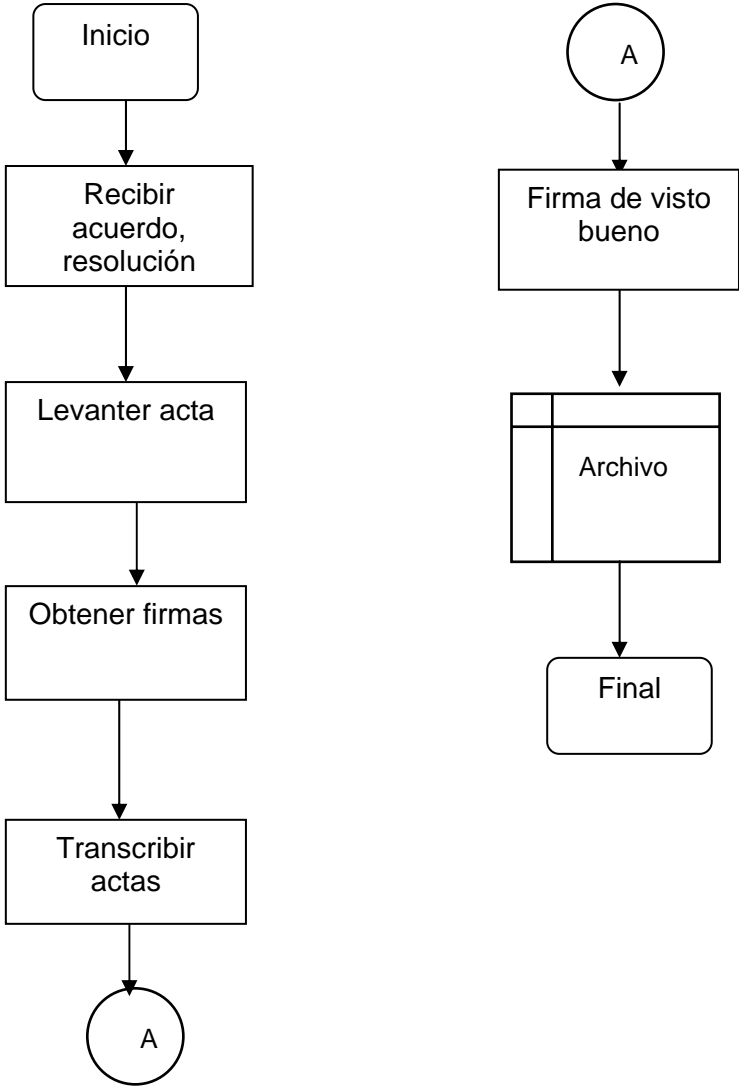 Inicio
Recibir
acuerdo,
resolución
Levanter acta
Obtener firmas
Transcribir
actas
A
A
Firma de visto
bueno
Archivo
Final